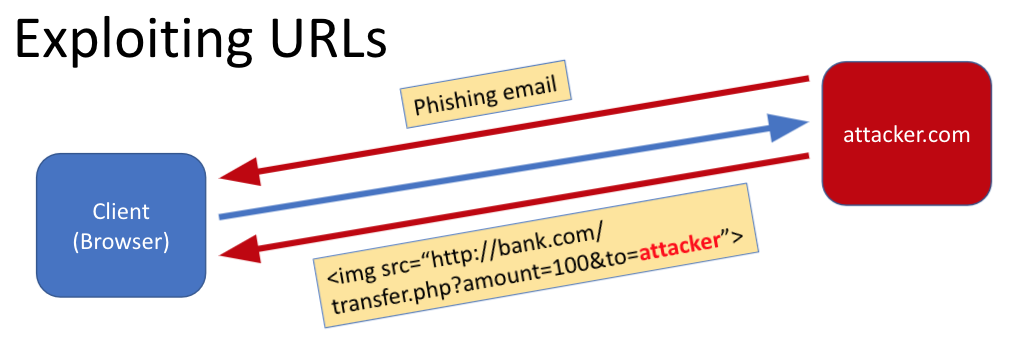 Exploiting URLs
Phishing email
attacker.com
Client
(Browser)
<img src=“http://bank.com/
transfer.php?amount=100&to=attacker”>